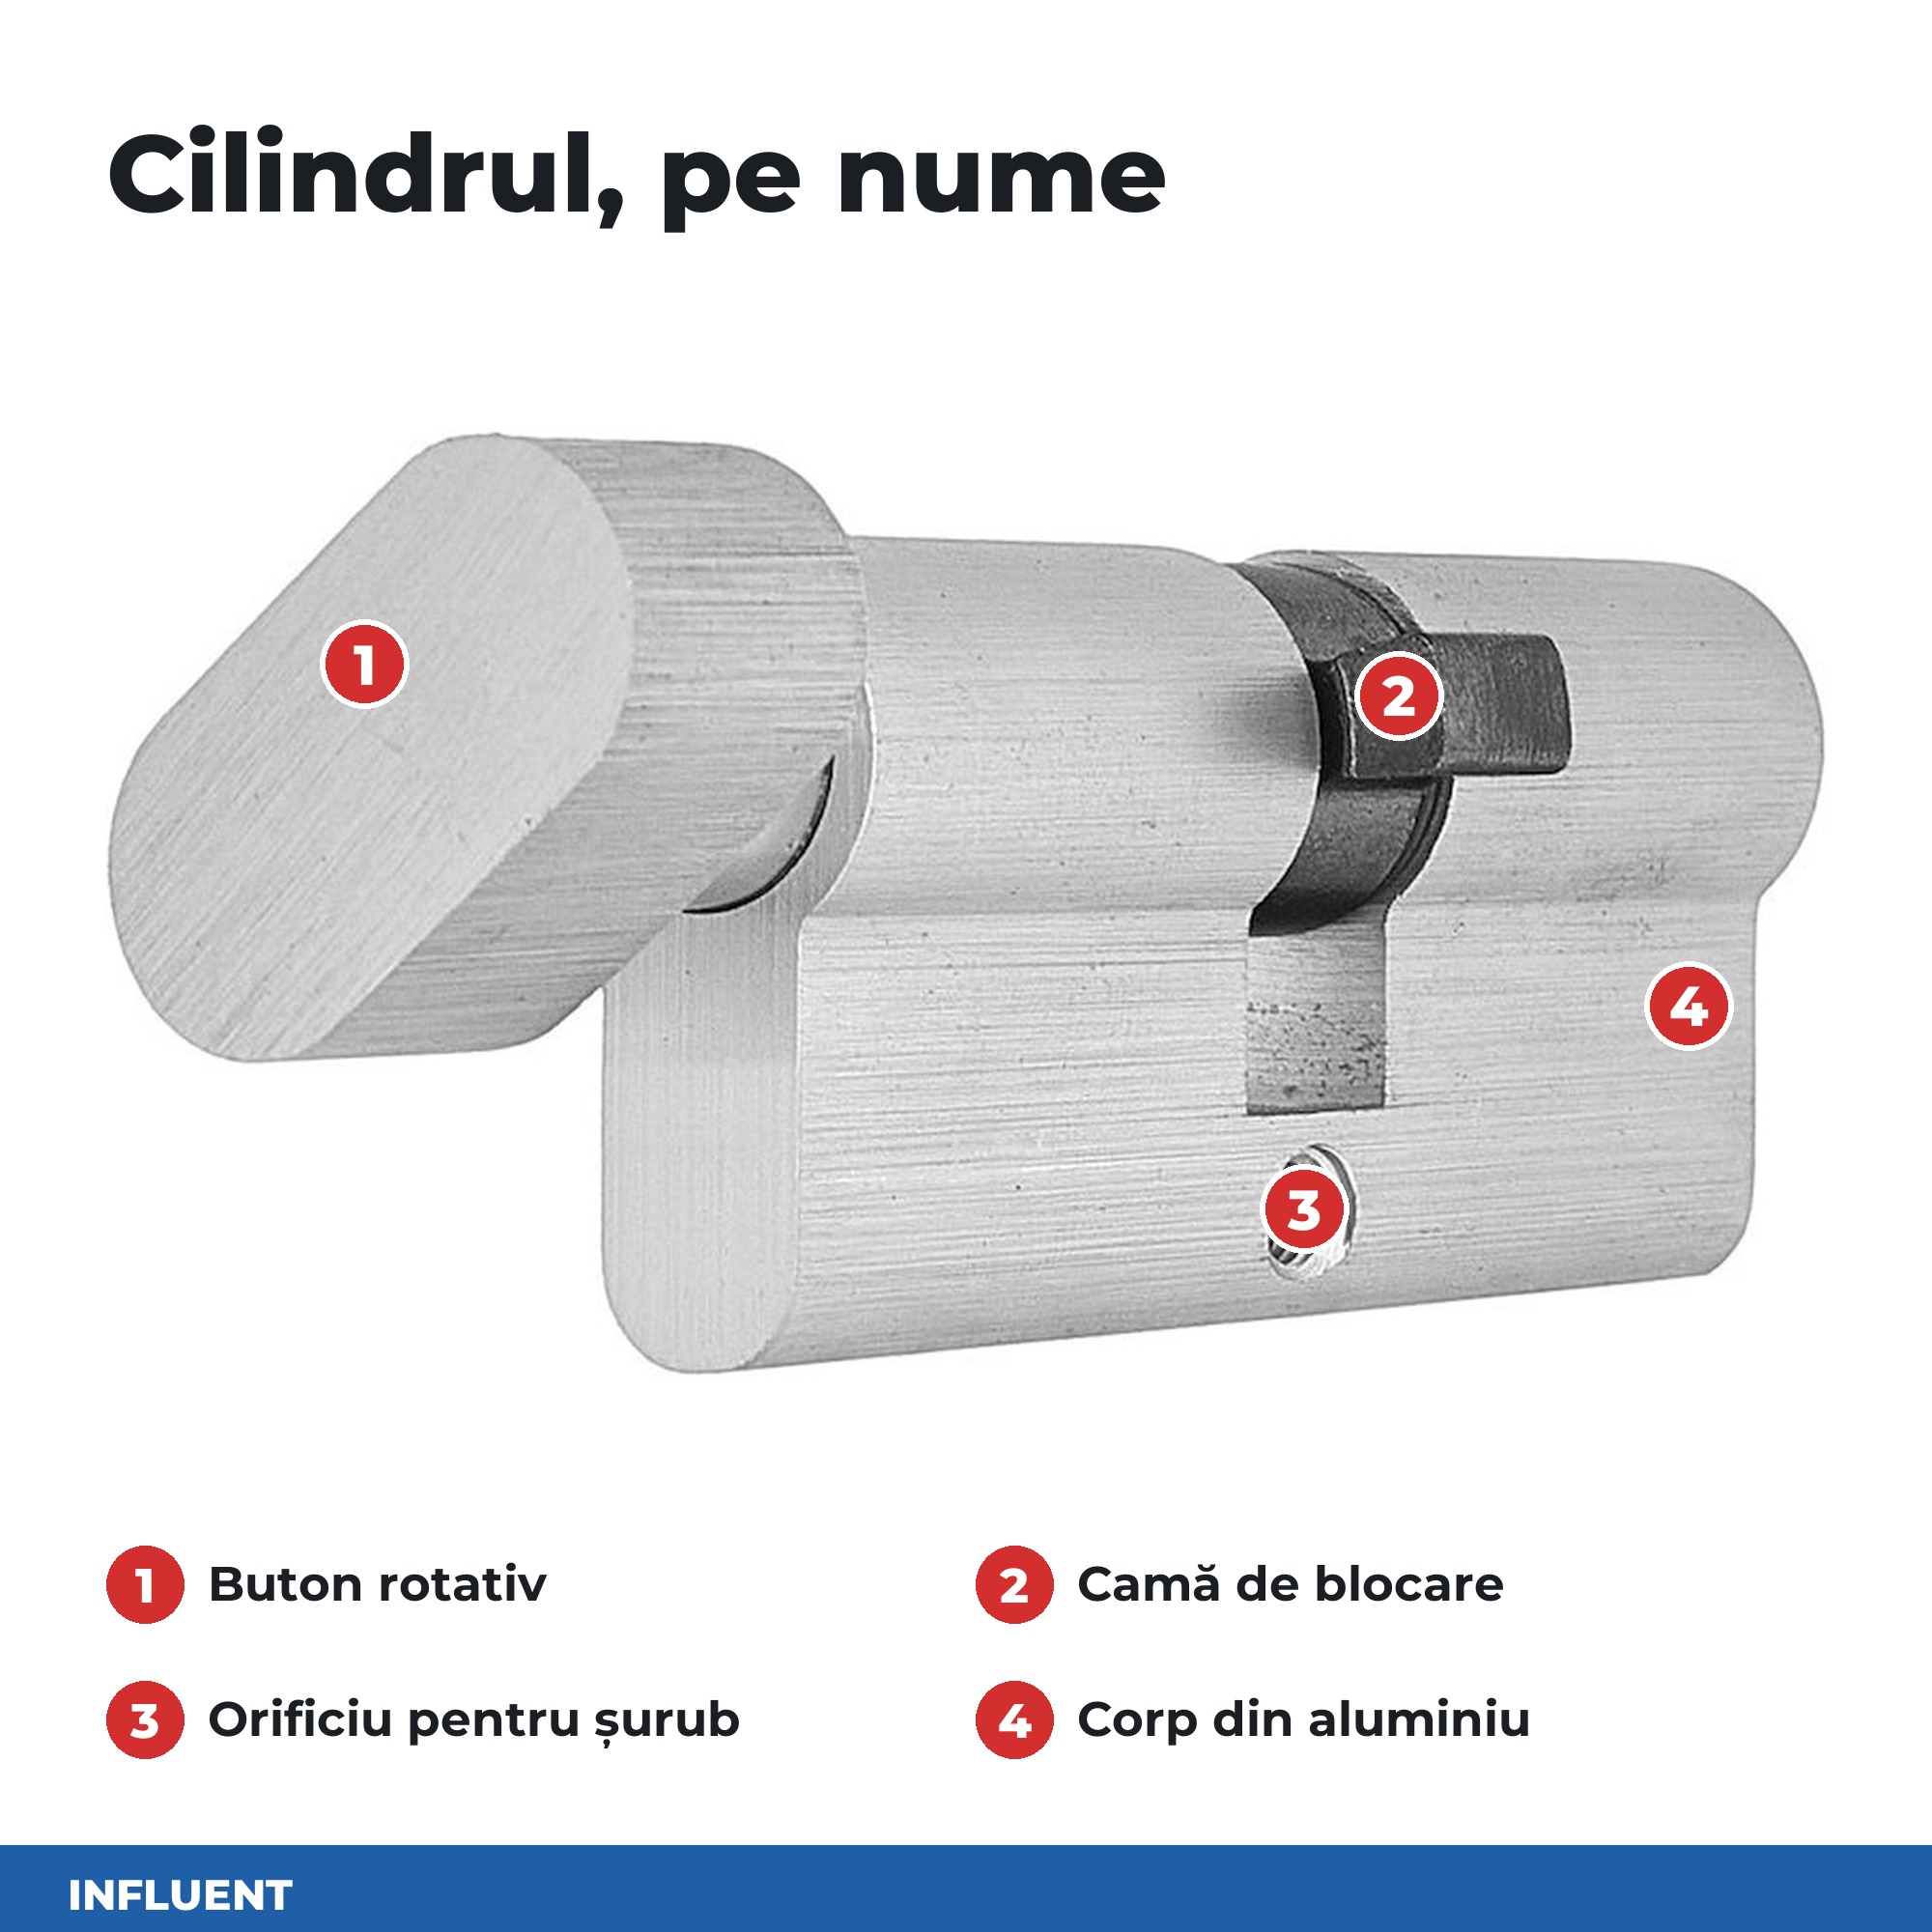 Cilindrul, pe nume
1
2
4
3
1 Buton rotativ
2 Camă de blocare
3 Orificiu pentru șurub
4 Corp din aluminiu
INFLUENT